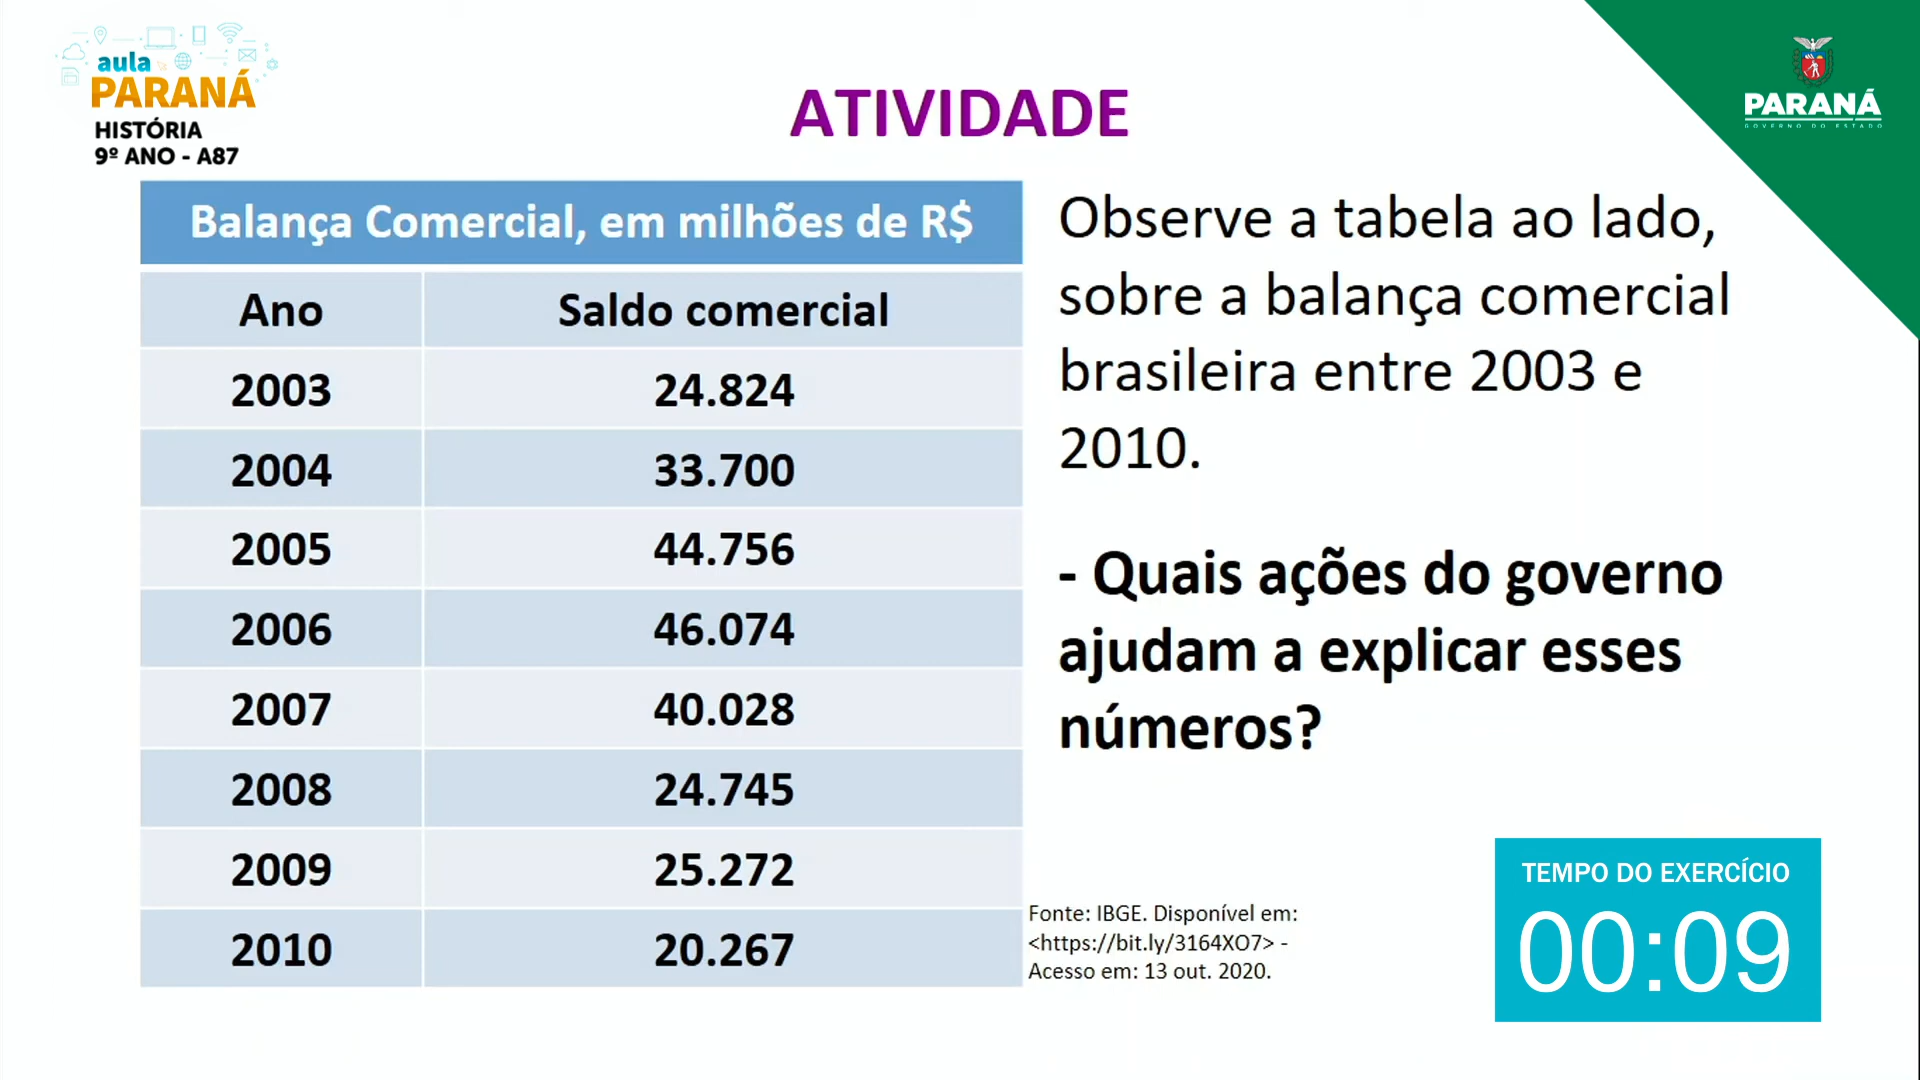 aula
PARANÁ
HISTÓRIA
9º ANO - A87
ATIVIDADE
PARANÁ
GOVERNO DO ESTADO
Balança Comercial, em milhões de R$
Ano Saldo comercial
2003 24.824
2004 33.700
2005 44.756
2006 46.074
2007 40.028
2008 24.745
2009 25.272
2010 20.267
Observe a tabela ao lado,
sobre a balança comercial
brasileira entre 2003 e
2010.
- Quais ações do governo
ajudam a explicar esses
números?
Fonte: IBGE. Disponível em:
<https://bit.ly/3164XO7> -
Acesso em: 13 out. 2020.
TEMPO DO EXERCÍCIO
00:09